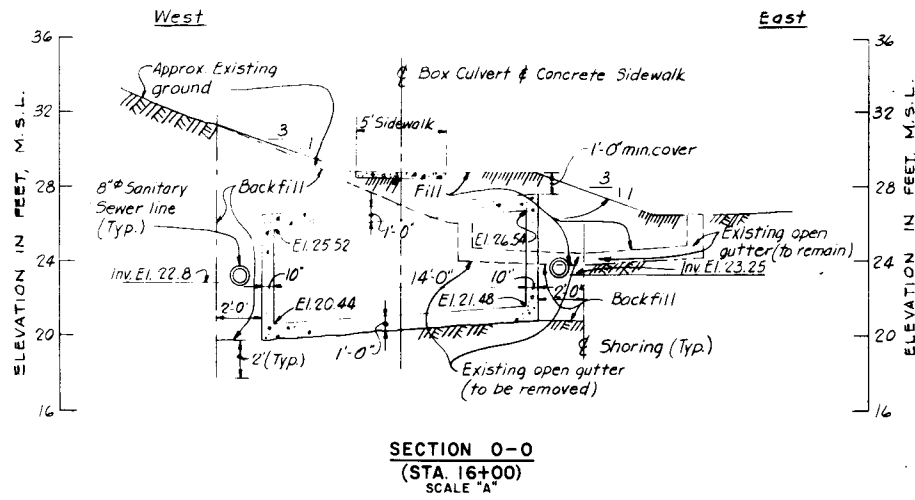 West
East
36
32
28
24
20
16
ELEVATION IN FEET, M.S.L.
36
32
28
24
20
16
ELEVATION IN FEET, M.S.L.
Approx. Existing
ground
℄ Box Culvert ₵ Concrete Sidewalk
3
1
5' Sidewalk
1'-0" min. cover
3
1
8"⌀ Sanitary
Sewer line
(Typ.)
Backfill
Fill
El. 25.52
1'-0"
El. 26.54
Existing open
gutter (to remain)
Inv. El. 22.8
10"
14'-0"
10"
Inv. El. 23.25
2'-0"
El. 20.44
El. 21.48
2'-0"
Backfill
2' (Typ.)
1'-0"
℄ Shoring (Typ.)
Existing open gutter
(to be removed)
SECTION O-O
(STA. 16+00)
SCALE "A"